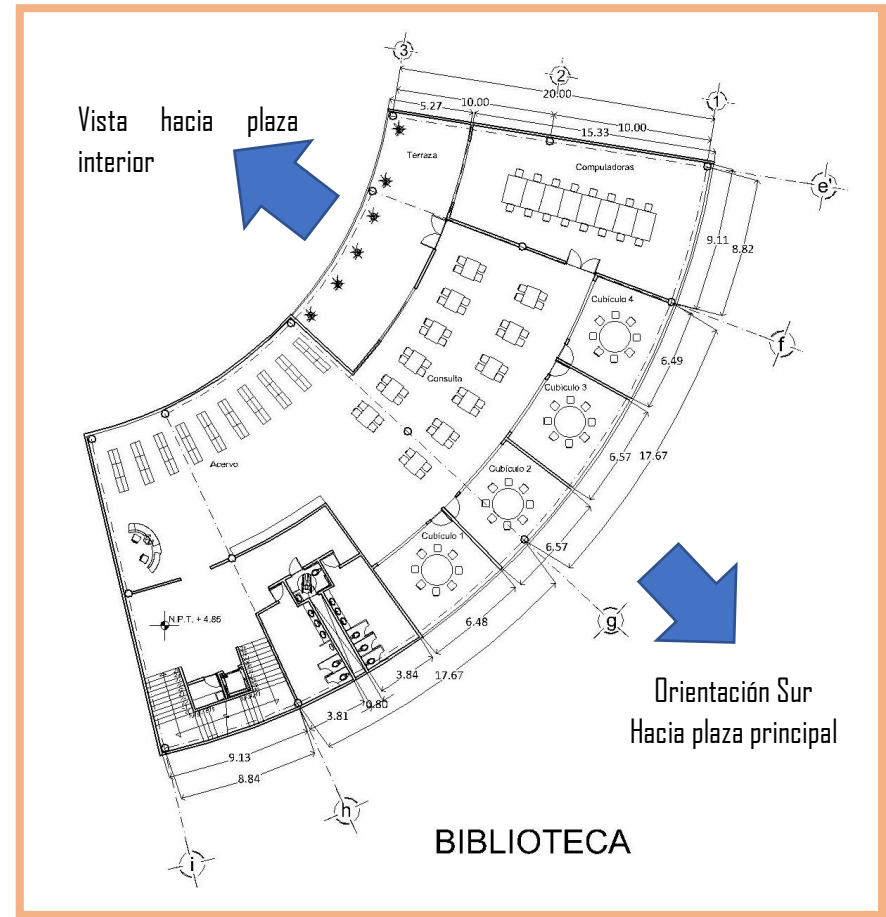 3
2
1
20.00
10.00
5.27
10.00
15.33
Vista hacia plaza
interior
Terraza
Computadoras
e'
9.11
8.82
Cubículo 4
f
6.49
Consulta
Cubículo 3
6.57
17.67
Acervo
Cubículo 2
6.57
Cubículo 1
g
6.48
N.P.T. + 4.85
3.84
17.67
0.80
3.81
Orientación Sur
Hacia plaza principal
9.13
8.84
h
BIBLIOTECA
i